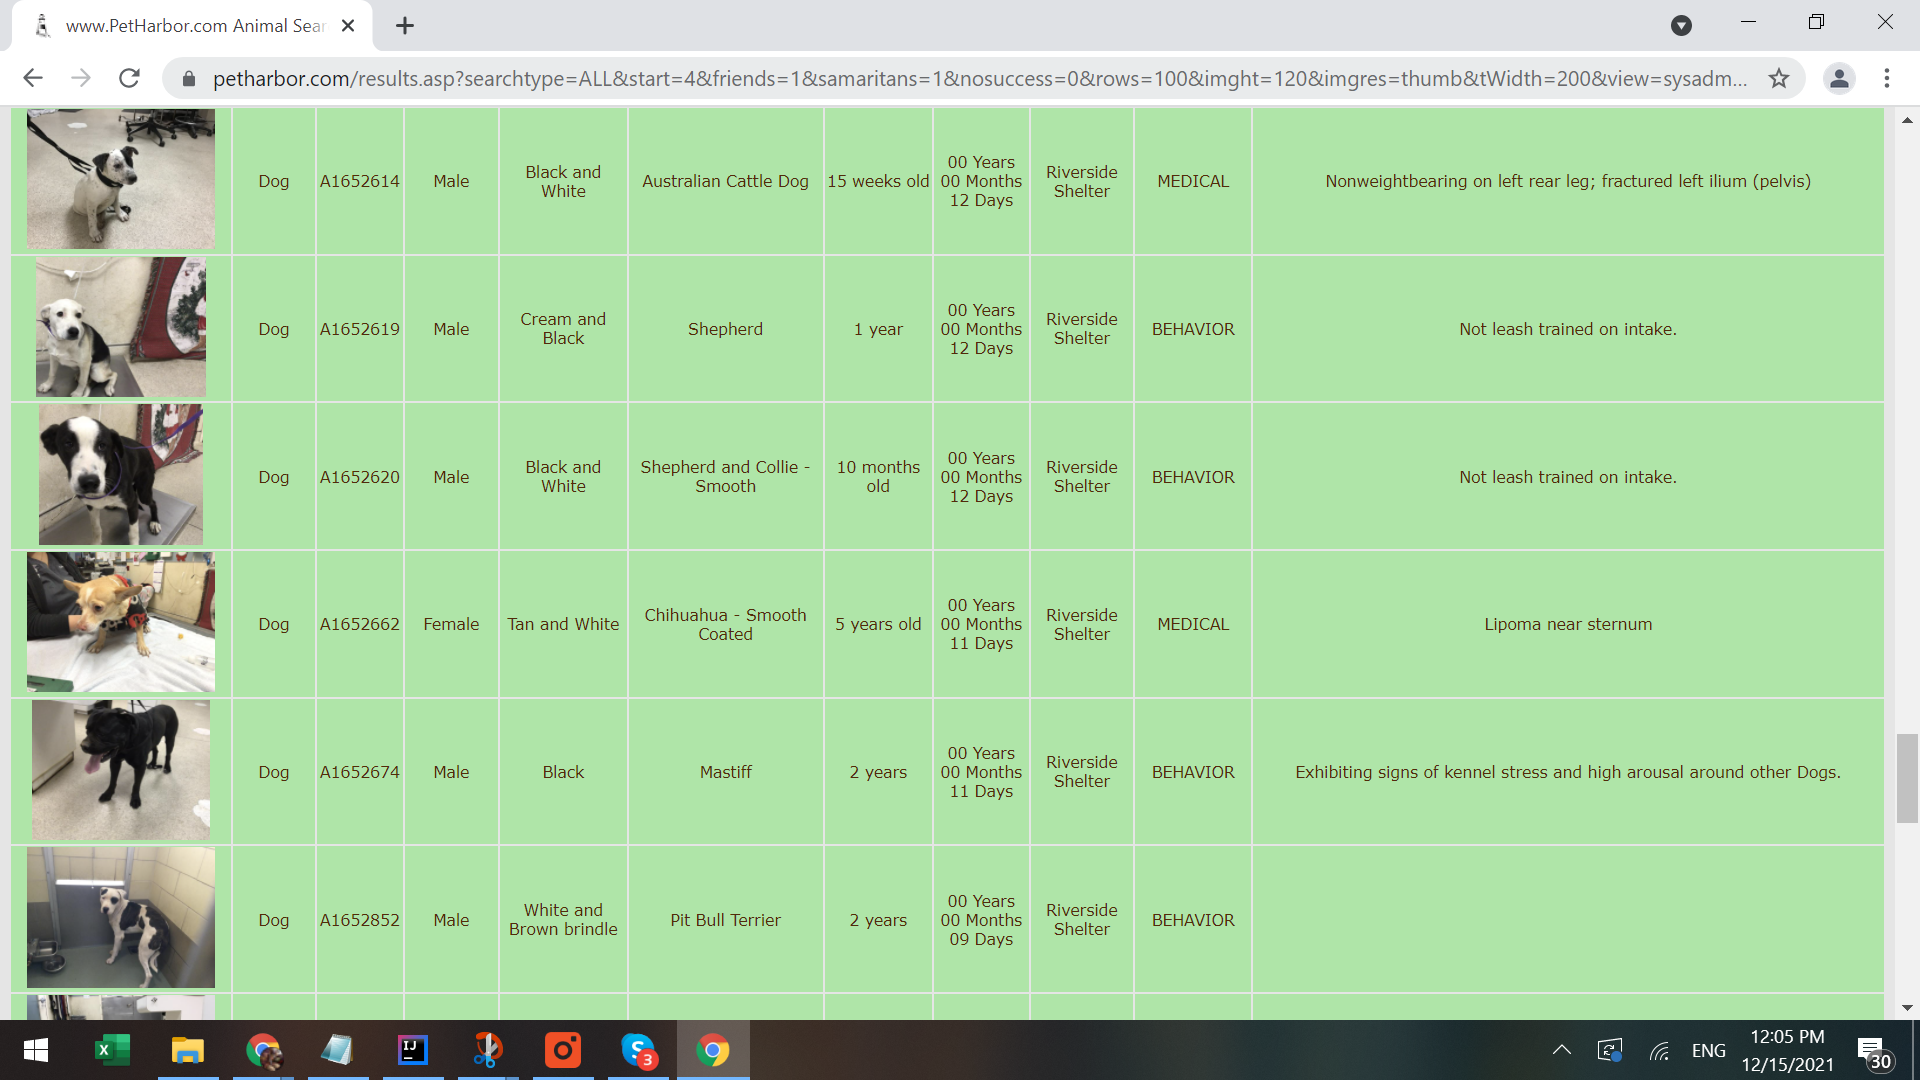 www.PetHarbor.com Animal Sear
petharbor.com/results.asp?searchtype=ALL&start=4&friends=1&samaritans=1&nosuccess=0&rows=100&imght=120&imgres=thumb&tWidth=200&view=sysadm...
Dog
A1652614
Male
Black and
White
Australian Cattle Dog
15 weeks old
00 Years
00 Months
12 Days
Riverside
Shelter
MEDICAL
Nonweightbearing on left rear leg; fractured left ilium (pelvis)
Dog
A1652619
Male
Cream and
Black
Shepherd
1 year
00 Years
00 Months
12 Days
Riverside
Shelter
BEHAVIOR
Not leash trained on intake.
Dog
A1652620
Male
Black and
White
Shepherd and Collie -
Smooth
10 months
old
00 Years
00 Months
12 Days
Riverside
Shelter
BEHAVIOR
Not leash trained on intake.
Dog
A1652662
Female
Tan and White
Chihuahua - Smooth
Coated
5 years old
00 Years
00 Months
11 Days
Riverside
Shelter
MEDICAL
Lipoma near sternum
Dog
A1652674
Male
Black
Mastiff
2 years
00 Years
00 Months
11 Days
Riverside
Shelter
BEHAVIOR
Exhibiting signs of kennel stress and high arousal around other Dogs.
Dog
A1652852
Male
White and
Brown brindle
Pit Bull Terrier
2 years
00 Years
00 Months
09 Days
Riverside
Shelter
BEHAVIOR
X
IJ
S
3
ENG
12:05 PM
12/15/2021
30